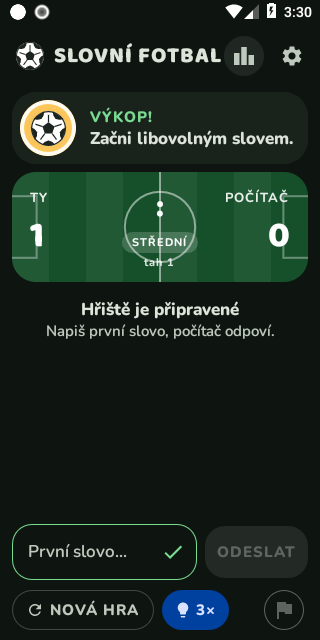 3:30
SLOVNÍ FOTBAL
VÝKOP!
Začni libovolným slovem.
TY
POČÍTAČ
1
0
STŘEDNÍ
tah 1
Hřiště je připravené
Napiš první slovo, počítač odpoví.
První slovo...
ODESLAT
NOVÁ HRA
3×